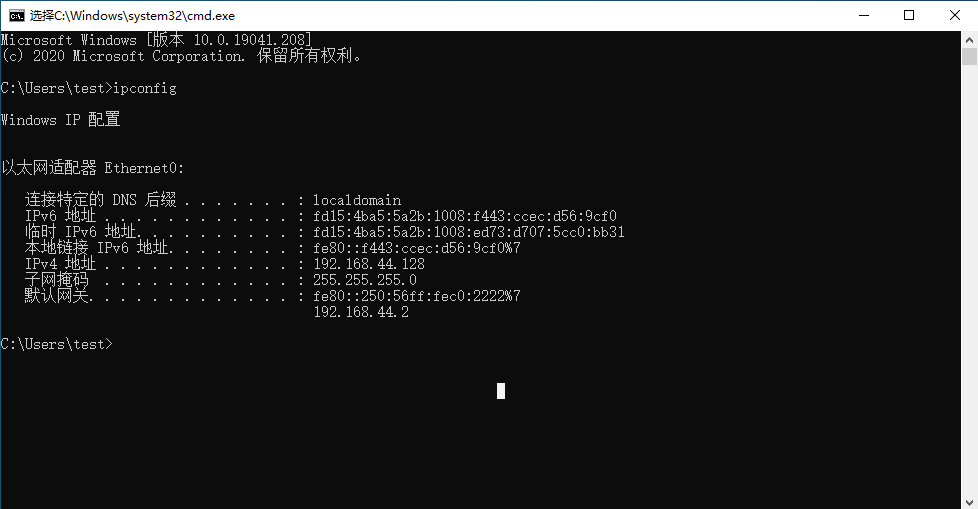 选择C:\Windows\system32\cmd.exe
Microsoft Windows [版本 10.0.19041.208]
(c) 2020 Microsoft Corporation. 保留所有权利。
C:\Users\test>ipconfig
Windows IP 配置
以太网适配器 Ethernet0:
连接特定的 DNS 后缀 . . . . . . . : localdomain
IPv6 地址 . . . . . . . . . . . . : fd15:4ba5:5a2b:1008:f443:ccec:d56:9cf0
临时 IPv6 地址. . . . . . . . . . : fd15:4ba5:5a2b:1008:ed73:d707:5cc0:bb31
本地链接 IPv6 地址. . . . . . . . : fe80::f443:ccec:d56:9cf0%7
IPv4 地址 . . . . . . . . . . . . : 192.168.44.128
子网掩码  . . . . . . . . . . . . : 255.255.255.0
默认网关. . . . . . . . . . . . . : fe80::250:56ff:fec0:2222%7
192.168.44.2
C:\Users\test>